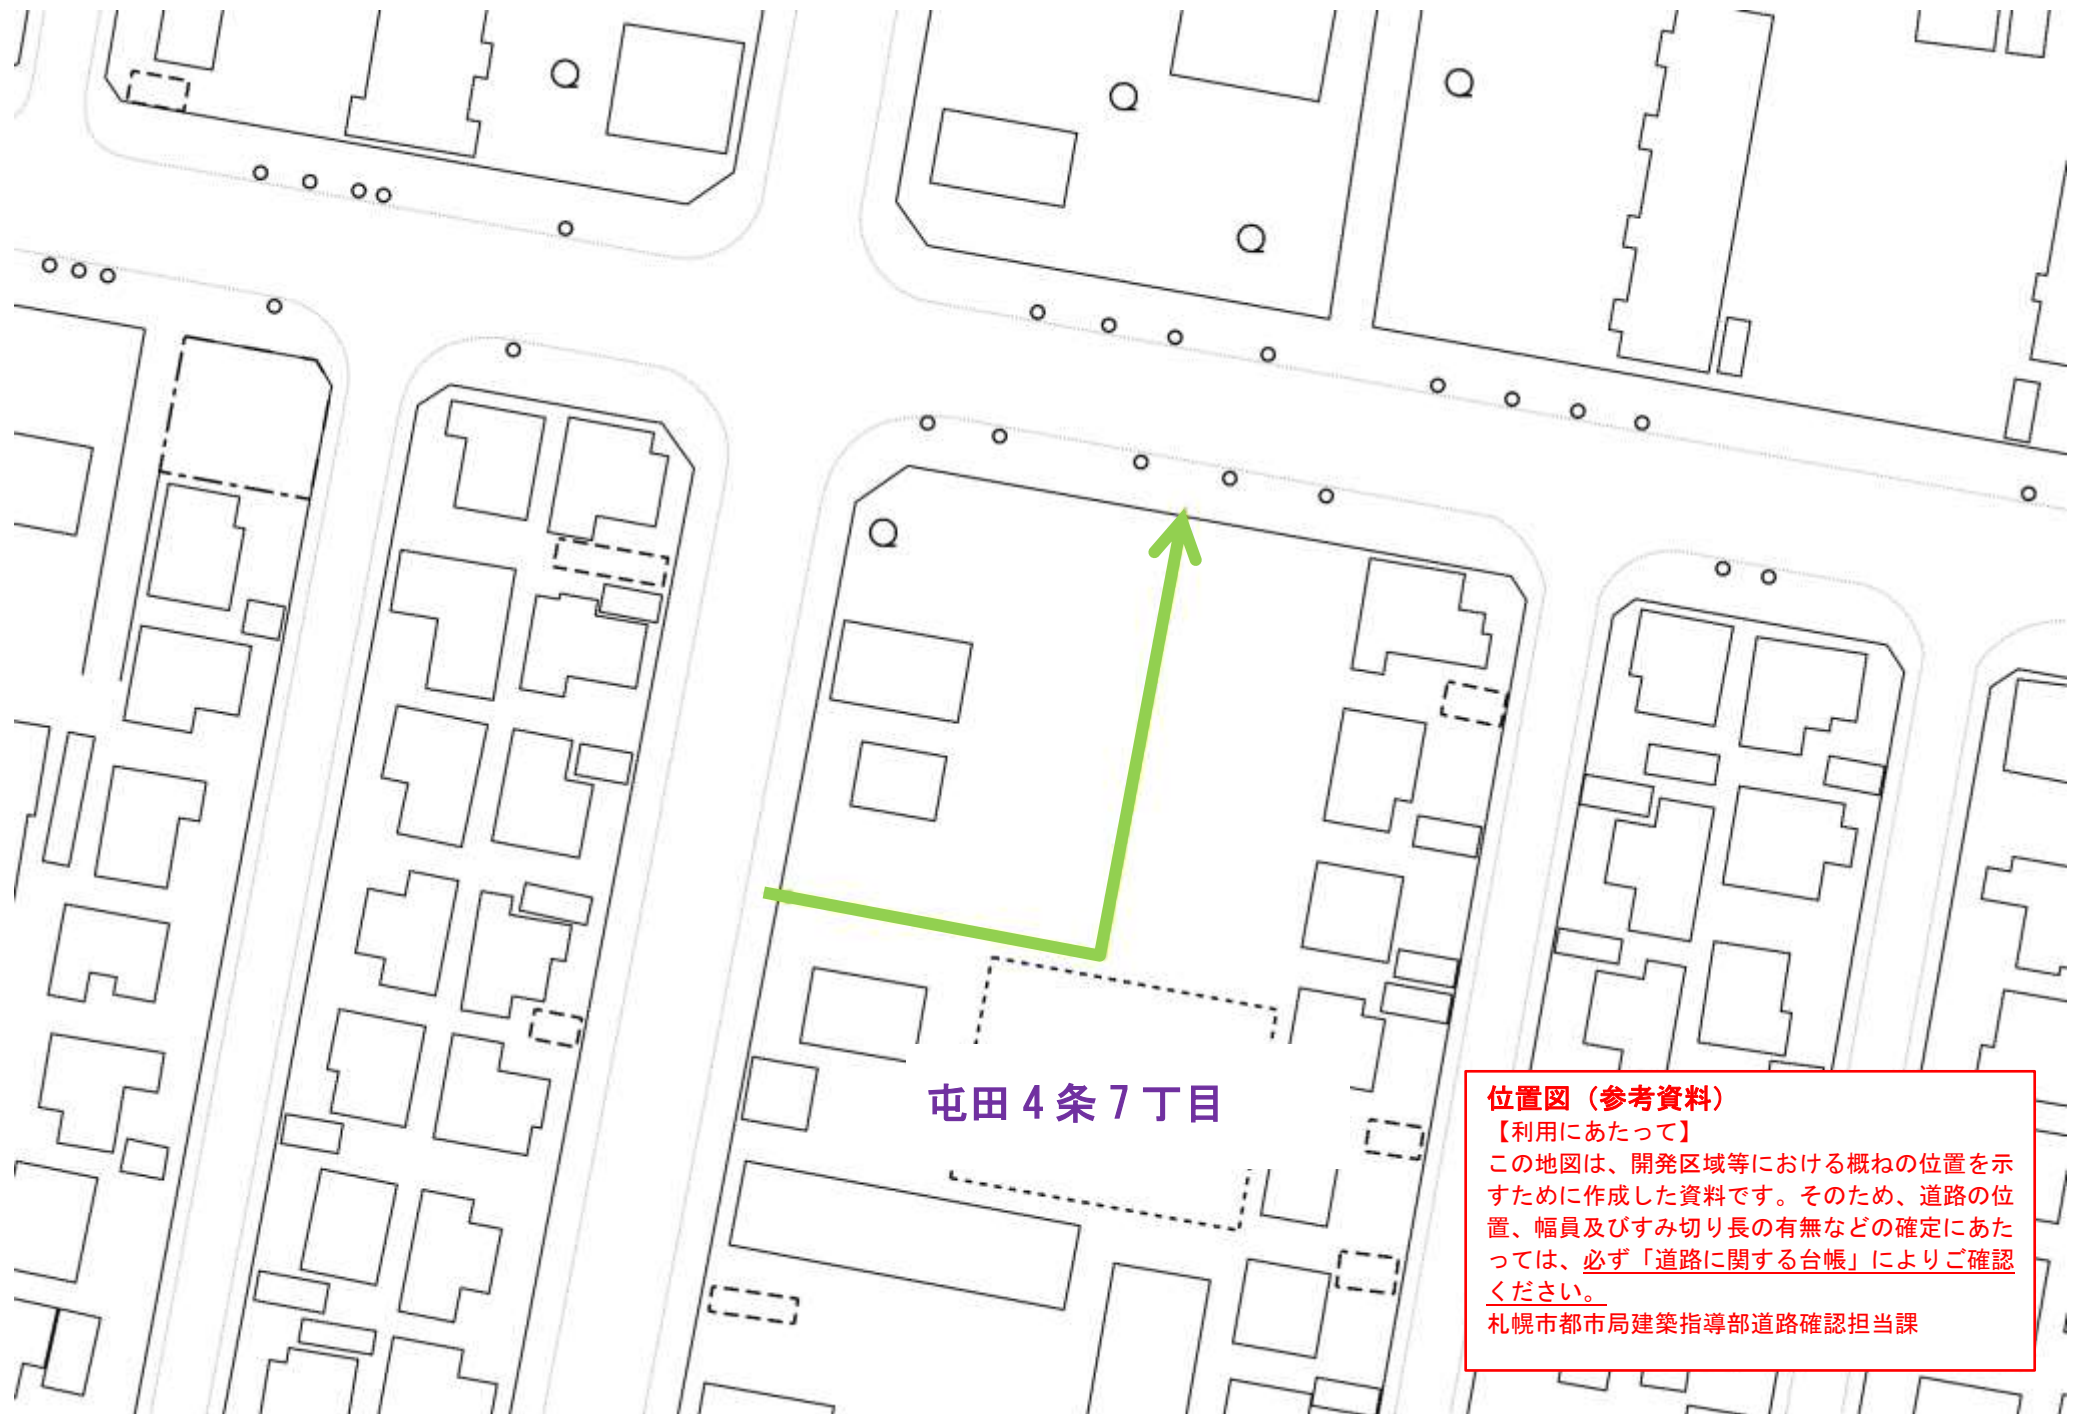 屯田4条7丁目
位置図（参考資料）
【利用にあたって】
この地図は、開発区域等における概ねの位置を示
すために作成した資料です。そのため、道路の位
置、幅員及びすみ切り長の有無などの確定にあた
っては、必ず「道路に関する台帳」によりご確認
ください。
札幌市都市局建築指導部道路確認担当課